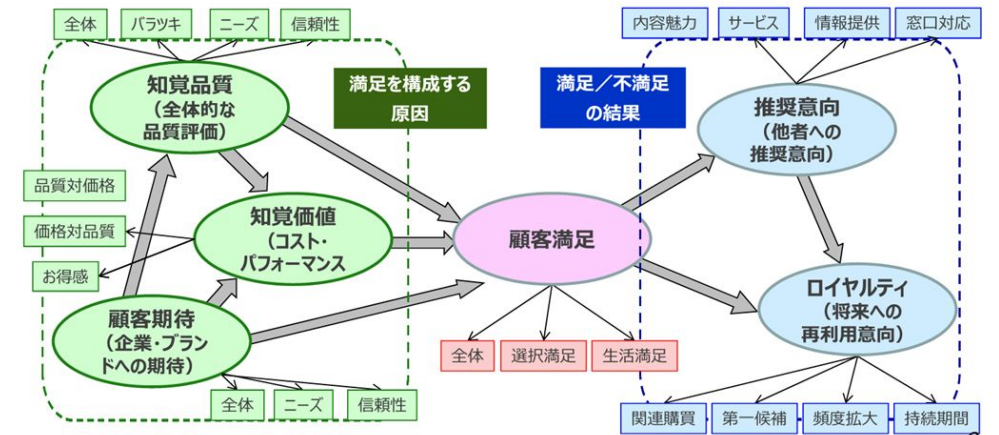 全体
バラツキ
ニーズ
信頼性
知覚品質
(全体的な
品質評価)
満足を構成する
原因
品質対価格
価格対品質
お得感
知覚価値
(コスト・
パフォーマンス
顧客期待
(企業・ブラン
ドへの期待)
全体
ニーズ
信頼性
顧客満足
全体
選択満足
生活満足
満足/不満足
の結果
内容魅力
サービス
情報提供
窓口対応
推奨意向
(他者への
推奨意向)
ロイヤルティ
(将来への
再利用意向)
関連購買
第一候補
頻度拡大
持続期間